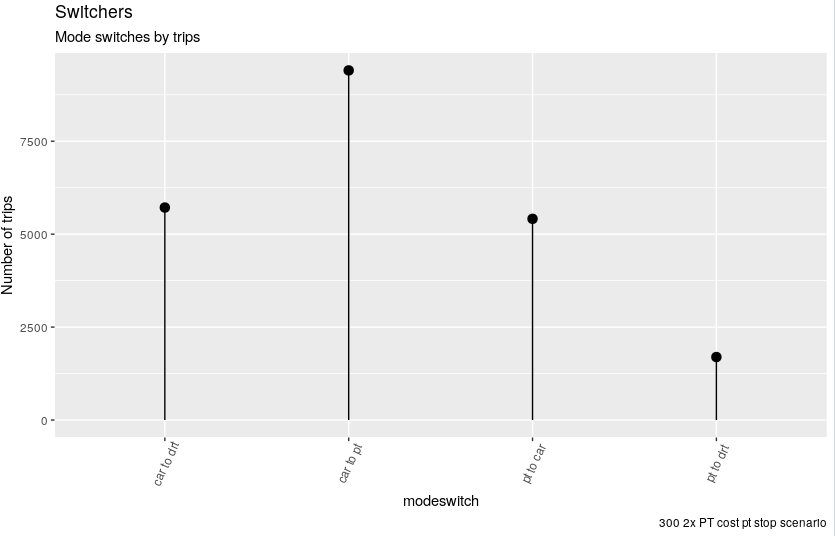 Switchers
Mode switches by trips
Number of trips
7500
5000
2500
0
car to drt
car to pt
pt to car
pt to drt
modeswitch
300 2x PT cost pt stop scenario